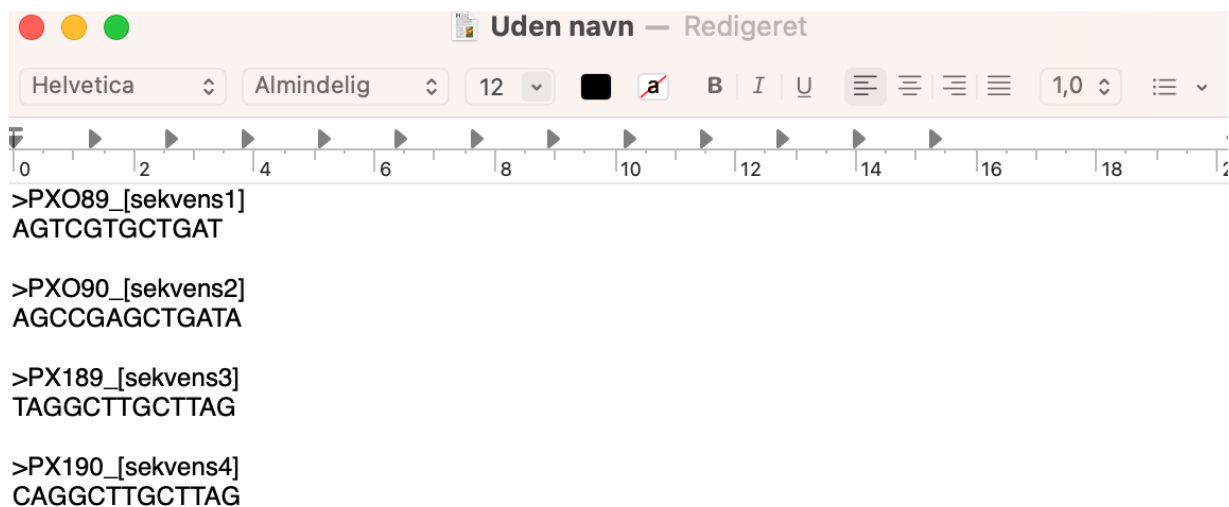 Uden navn — Redigeret
Helvetica Almindelig 12 a B I U 1,0
0 2 4 6 8 10 12 14 16 18 2
>PXO89_[sekvens1]
AGTCGTGCTGAT
>PXO90_[sekvens2]
AGCCGAGCTGATA
>PX189_[sekvens3]
TAGGCTTGCTTAG
>PX190_[sekvens4]
CAGGCTTGCTTAG